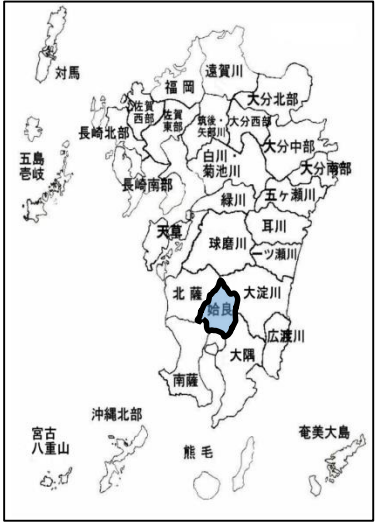 対馬
福岡
遠賀川
大分北部
佐賀
西部
佐賀
東部
筑後・
矢部川
大分西部
長崎北部
大分中部
白川・
菊池川
大分南部
五島
壱岐
長崎南部
緑川
五ヶ瀬川
天草
球磨川
耳川
一ツ瀬川
北薩
姶良
大淀川
広渡川
大隅
南薩
沖縄北部
宮古
八重山
熊毛
奄美大島